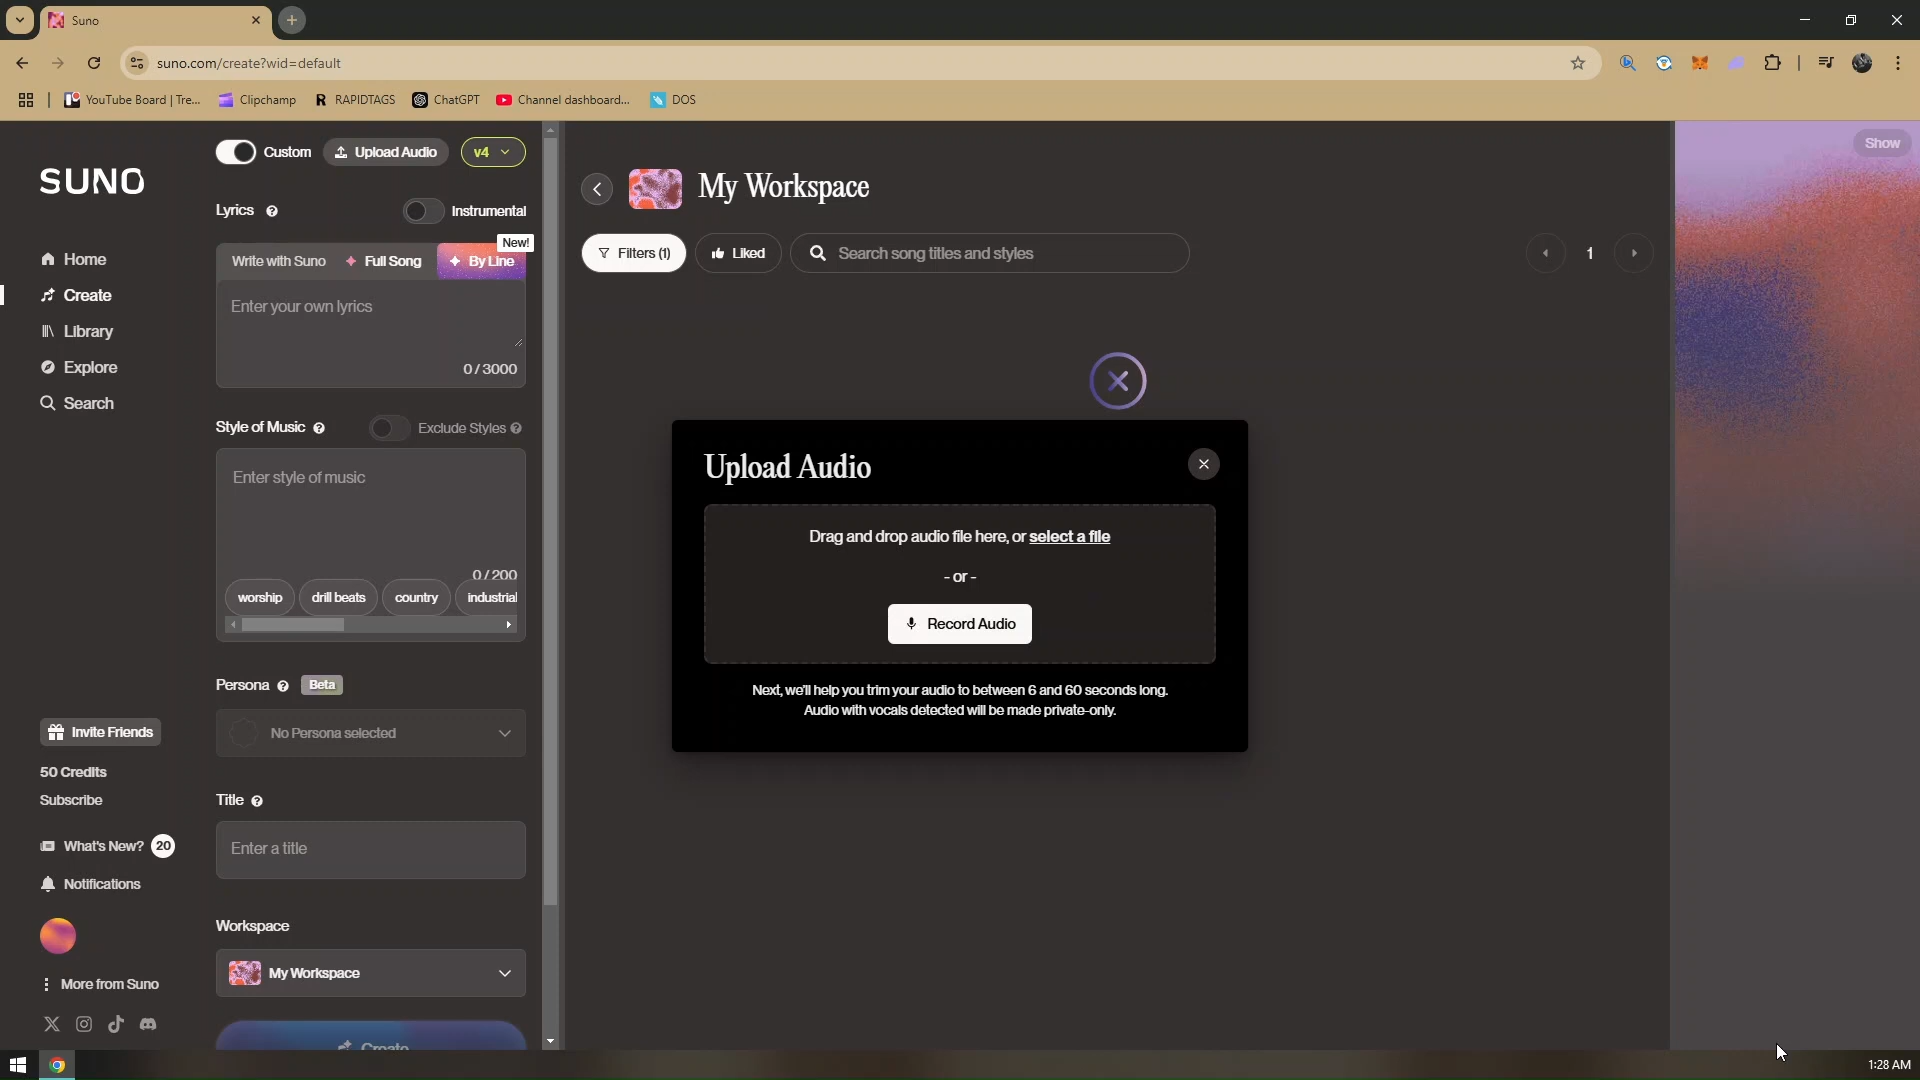 Suno
suno.com/create?wid=default
YouTube Board | Tre...
Clipchamp
RAPIDTAGS
ChatGPT
Channel dashboard...
DOS
SUNO
Home
Create
Library
Explore
Search
Invite Friends
50 Credits
Subscribe
What's New? 20
Notifications
More from Suno
Custom
Upload Audio
v4
Lyrics
Instrumental
New!
Write with Suno
Full Song
By Line
Enter your own lyrics
0 / 3000
Style of Music
Exclude Styles
Enter style of music
0 / 200
worship
drill beats
country
industrial
Persona
Beta
No Persona selected
Title
Enter a title
Workspace
My Workspace
Create
My Workspace
Filters (1)
Liked
Search song titles and styles
1
Show
Upload Audio
Drag and drop audio file here, or select a file
- or -
Record Audio
Next, we'll help you trim your audio to between 6 and 60 seconds long.
Audio with vocals detected will be made private-only.
1:28 AM